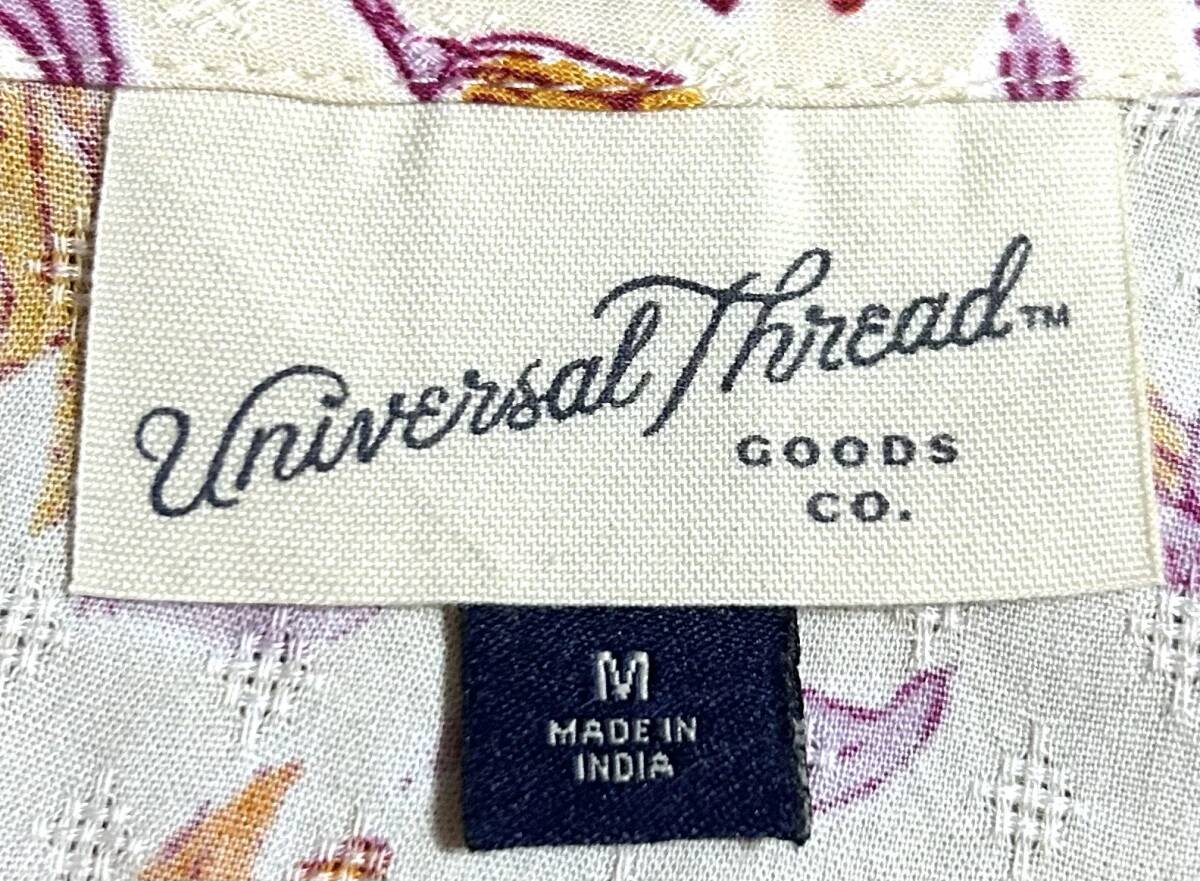 Universal Thread™
GOODS
CO.
M
MADE IN
INDIA